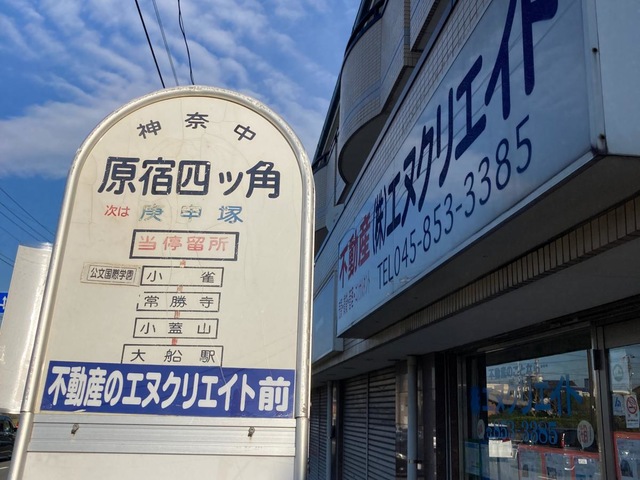 神奈中
原宿四ッ角
次は 庚申塚
当停留所
公文国際学園 小雀
常勝寺
小蓋山
大船駅
不動産のエヌクリエイト前
不動産 (株)エヌクリエイト
TEL045-853-3385